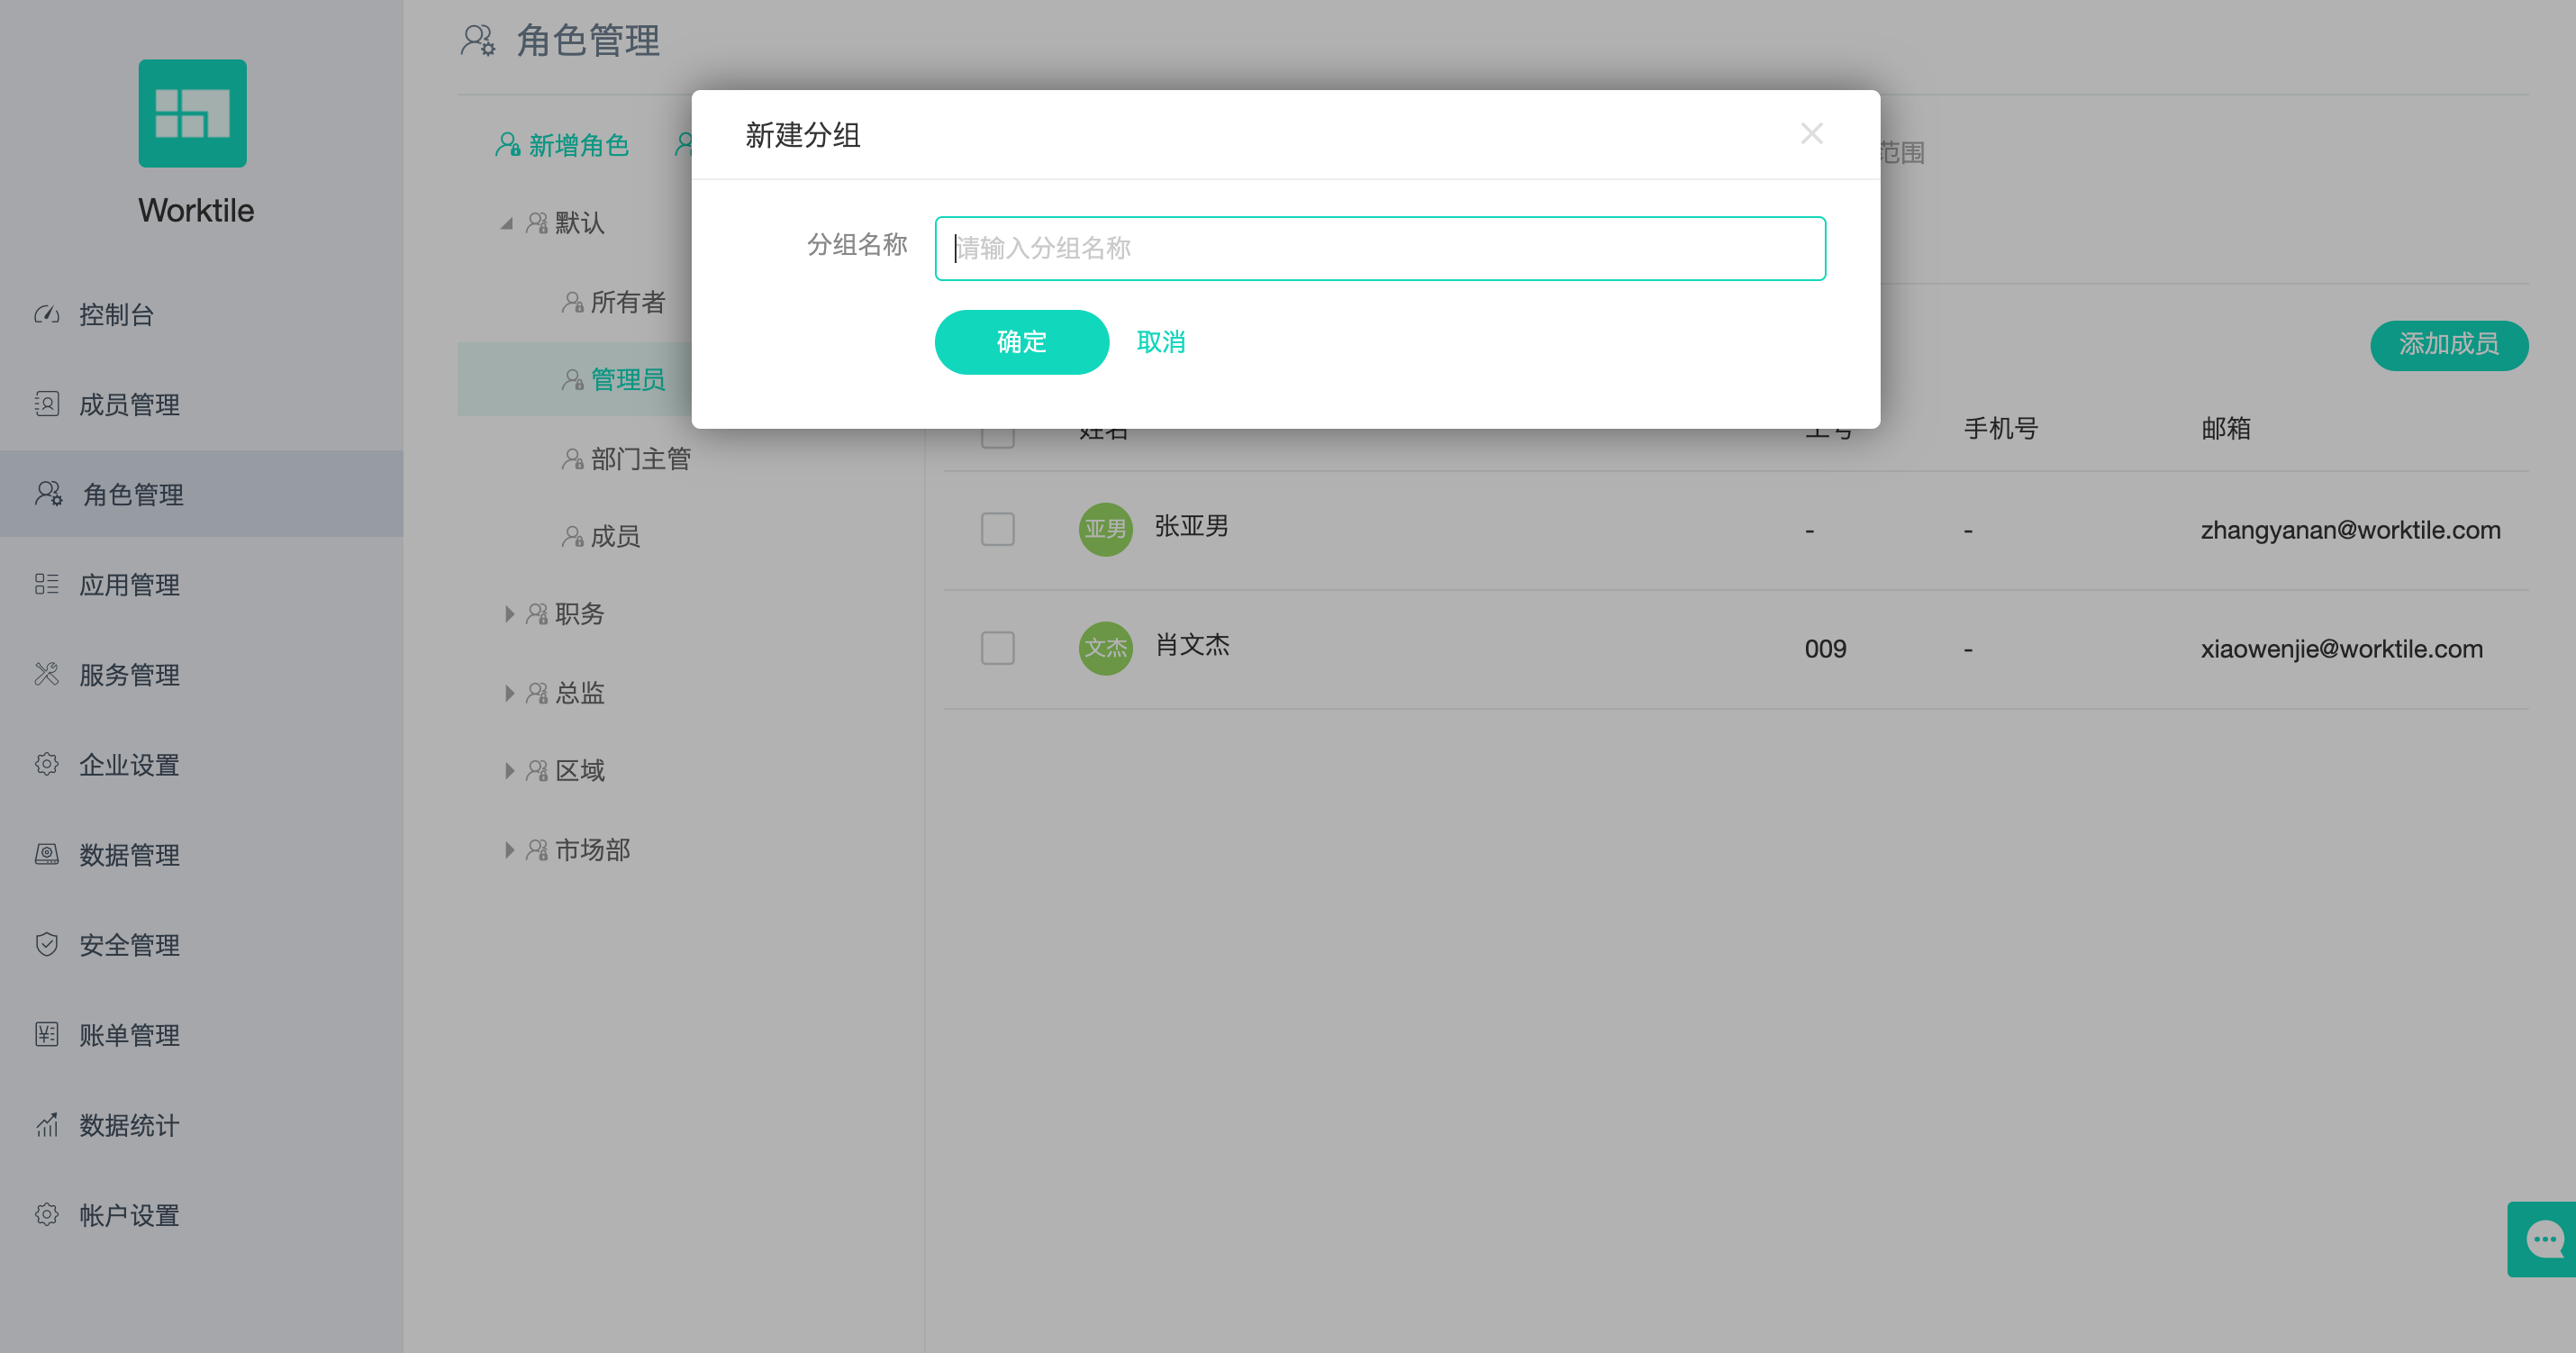 Worktile
控制台
成员管理
角色管理
应用管理
服务管理
企业设置
数据管理
安全管理
账单管理
数据统计
帐户设置
角色管理
新增角色
默认
所有者
管理员
部门主管
成员
职务
总监
区域
市场部
新建分组
分组名称
请输入分组名称
确定 取消
范围
添加成员
姓名 工号 手机号 邮箱
亚男 张亚男 - - zhangyanan@worktile.com
文杰 肖文杰 009 - xiaowenjie@worktile.com